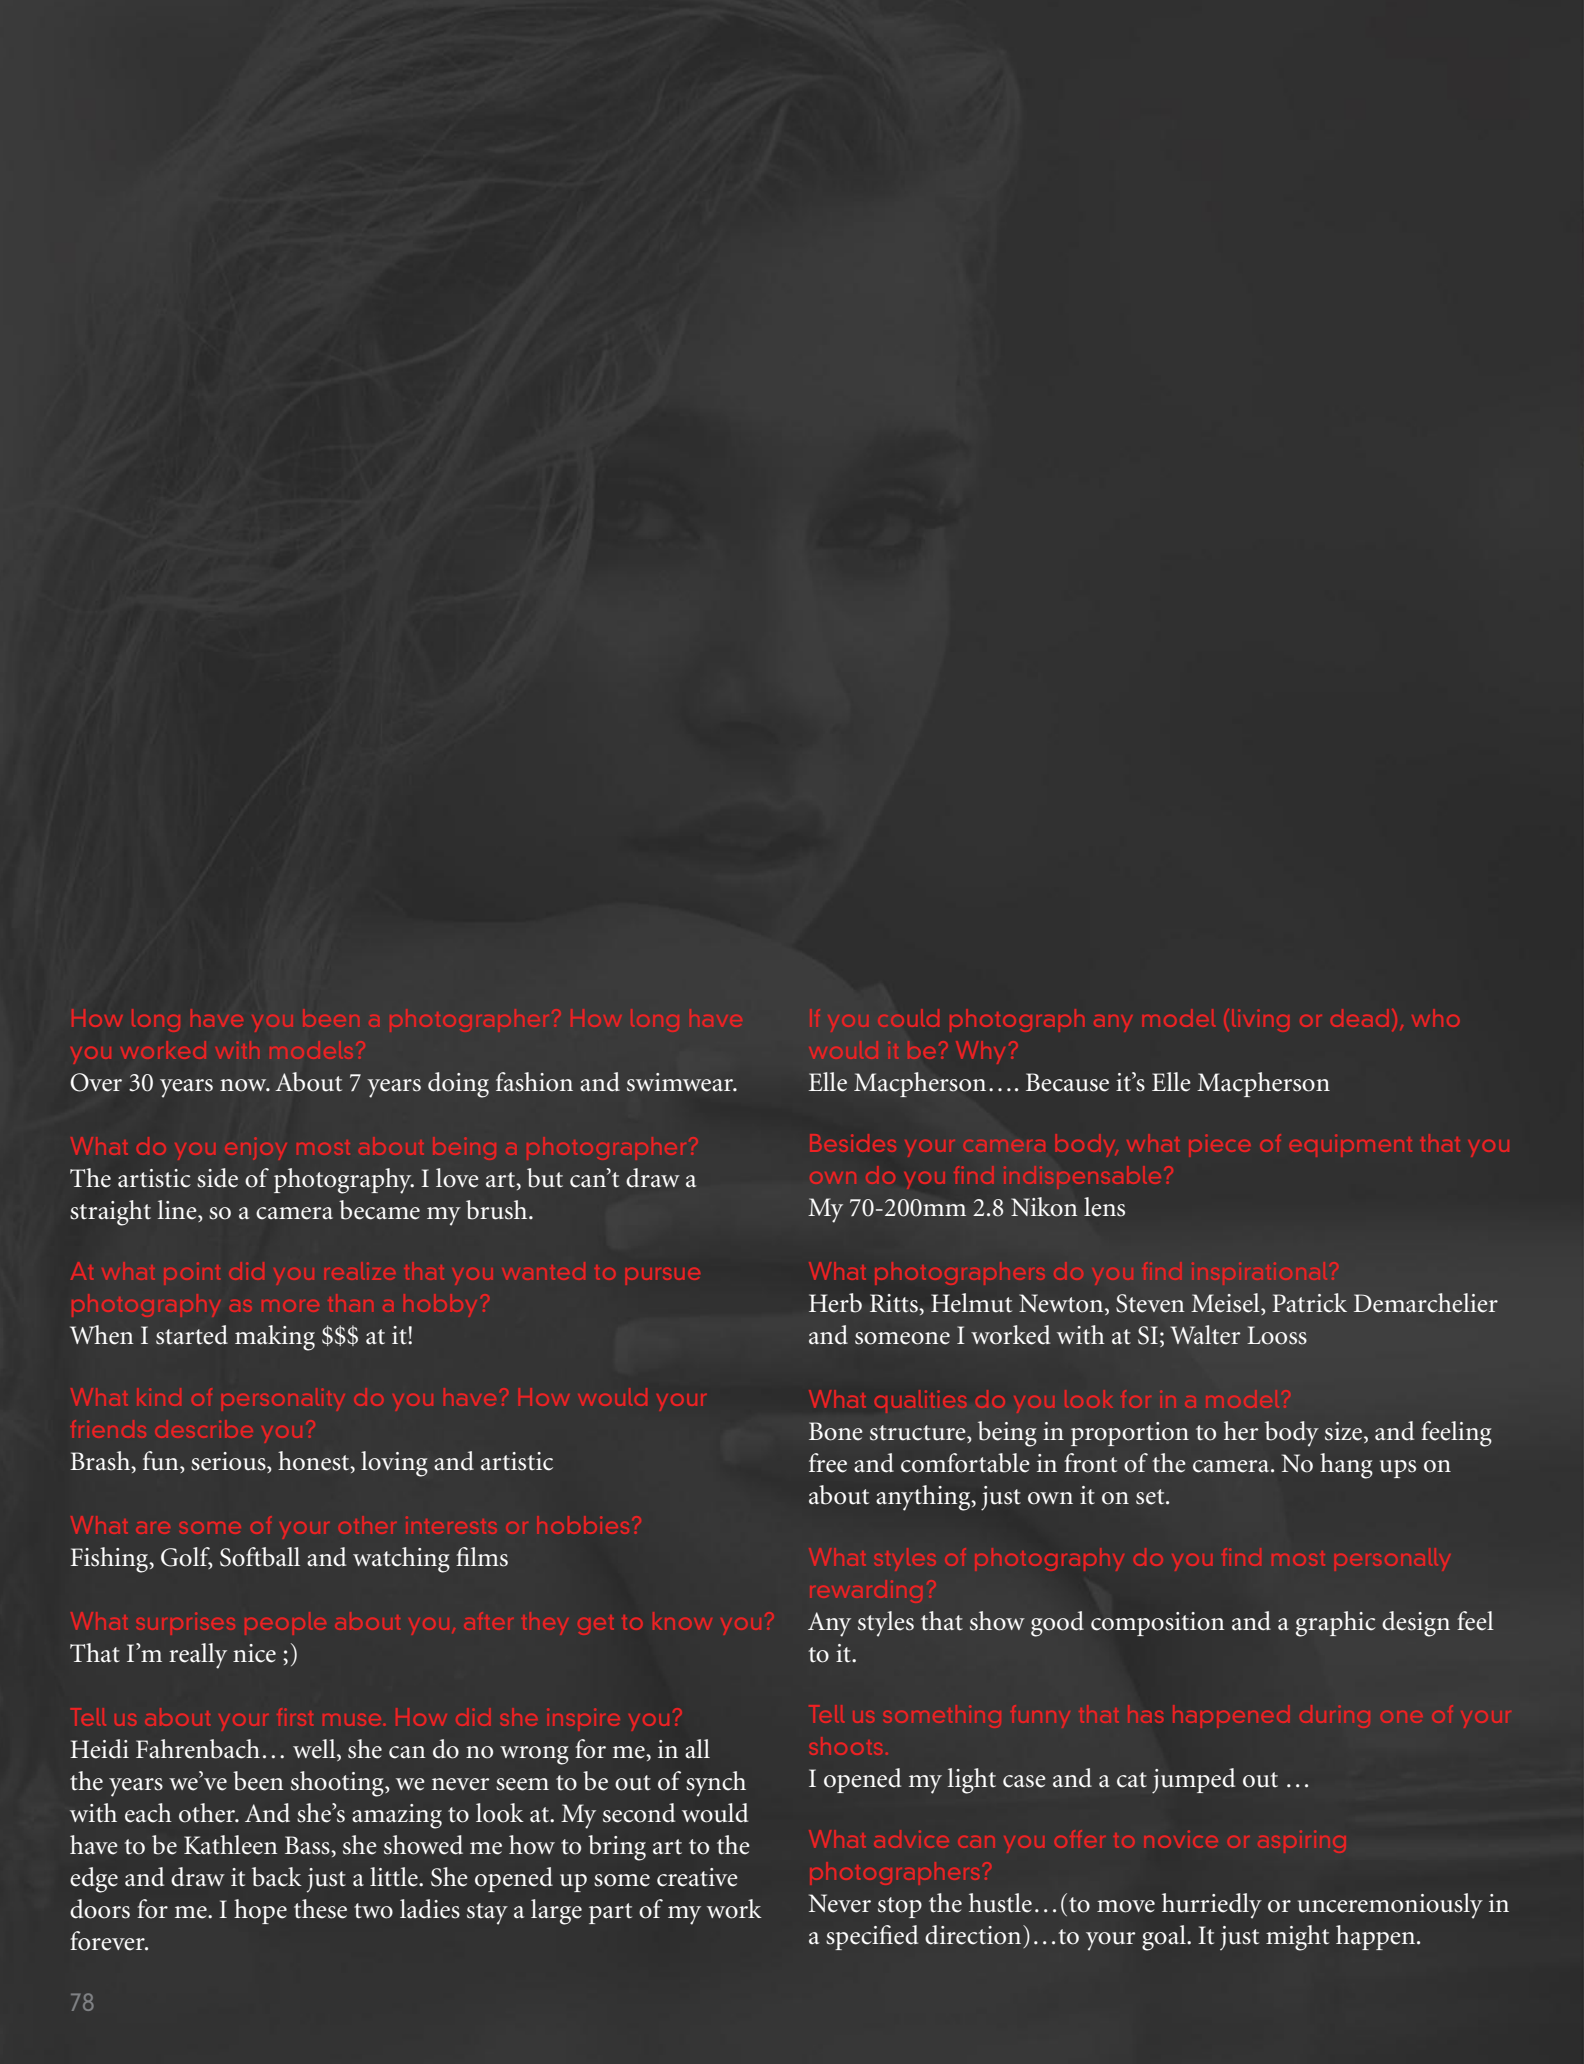 How long have you been a photographer? How long have
you worked with models?
Over 30 years now. About 7 years doing fashion and swimwear.
What do you enjoy most about being a photographer?
The artistic side of photography. I love art, but can’t draw a
straight line, so a camera became my brush.
At what point did you realize that you wanted to pursue
photography as more than a hobby?
When I started making $$$ at it!
What kind of personality do you have? How would your
friends describe you?
Brash, fun, serious, honest, loving and artistic
What are some of your other interests or hobbies?
Fishing, Golf, Softball and watching films
What surprises people about you, after they get to know you?
That I’m really nice ;)
Tell us about your first muse. How did she inspire you?
Heidi Fahrenbach… well, she can do no wrong for me, in all
the years we’ve been shooting, we never seem to be out of synch
with each other. And she’s amazing to look at. My second would
have to be Kathleen Bass, she showed me how to bring art to the
edge and draw it back just a little. She opened up some creative
doors for me. I hope these two ladies stay a large part of my work
forever.
If you could photograph any model (living or dead), who
would it be? Why?
Elle Macpherson…. Because it’s Elle Macpherson
Besides your camera body, what piece of equipment that you
own do you find indispensable?
My 70-200mm 2.8 Nikon lens
What photographers do you find inspirational?
Herb Ritts, Helmut Newton, Steven Meisel, Patrick Demarchelier
and someone I worked with at SI; Walter Looss
What qualities do you look for in a model?
Bone structure, being in proportion to her body size, and feeling
free and comfortable in front of the camera. No hang ups on
about anything, just own it on set.
What styles of photography do you find most personally
rewarding?
Any styles that show good composition and a graphic design feel
to it.
Tell us something funny that has happened during one of your
shoots.
I opened my light case and a cat jumped out …
What advice can you offer to novice or aspiring
photographers?
Never stop the hustle…(to move hurriedly or unceremoniously in
a specified direction)…to your goal. It just might happen.
78